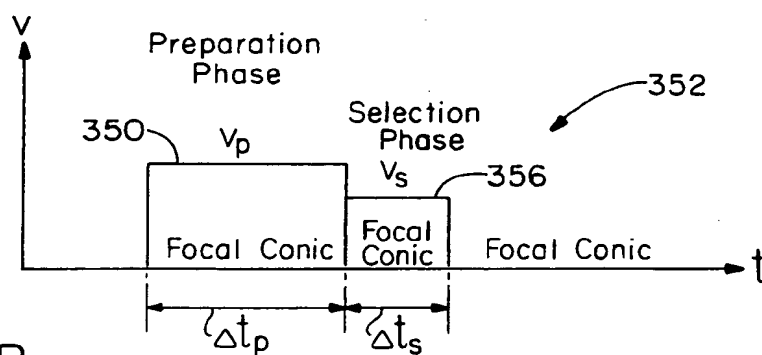 V
Preparation
Phase
352
Selection
Phase
350
Vp
Vs
356
Focal Conic
Focal
Conic
Focal Conic
t
Δtp
Δts